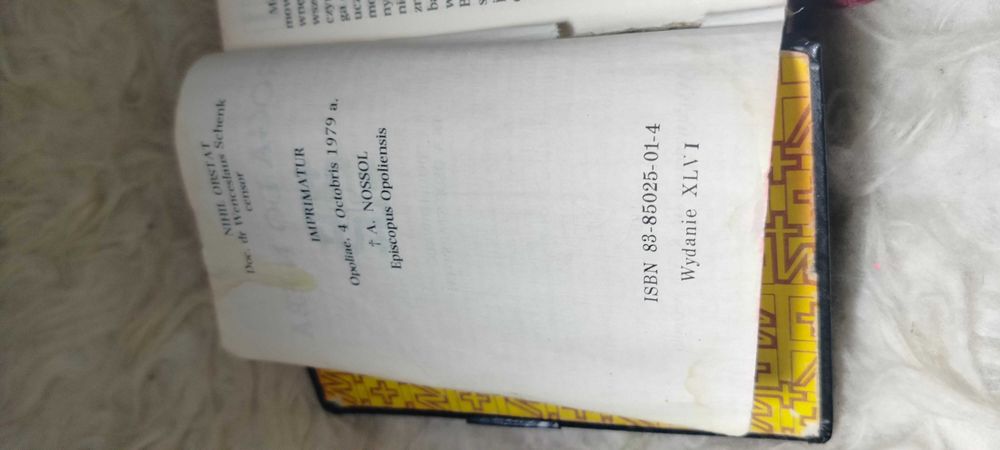 NIHIL OBSTAT
Doc. dr Wenceslaus Schenk
censor
IMPRIMATUR
Opoliae, 4 Octobris 1979 a.
† A. NOSSOL
Episcopus Opoliensis
ISBN 83-85025-01-4
Wydanie XLVI